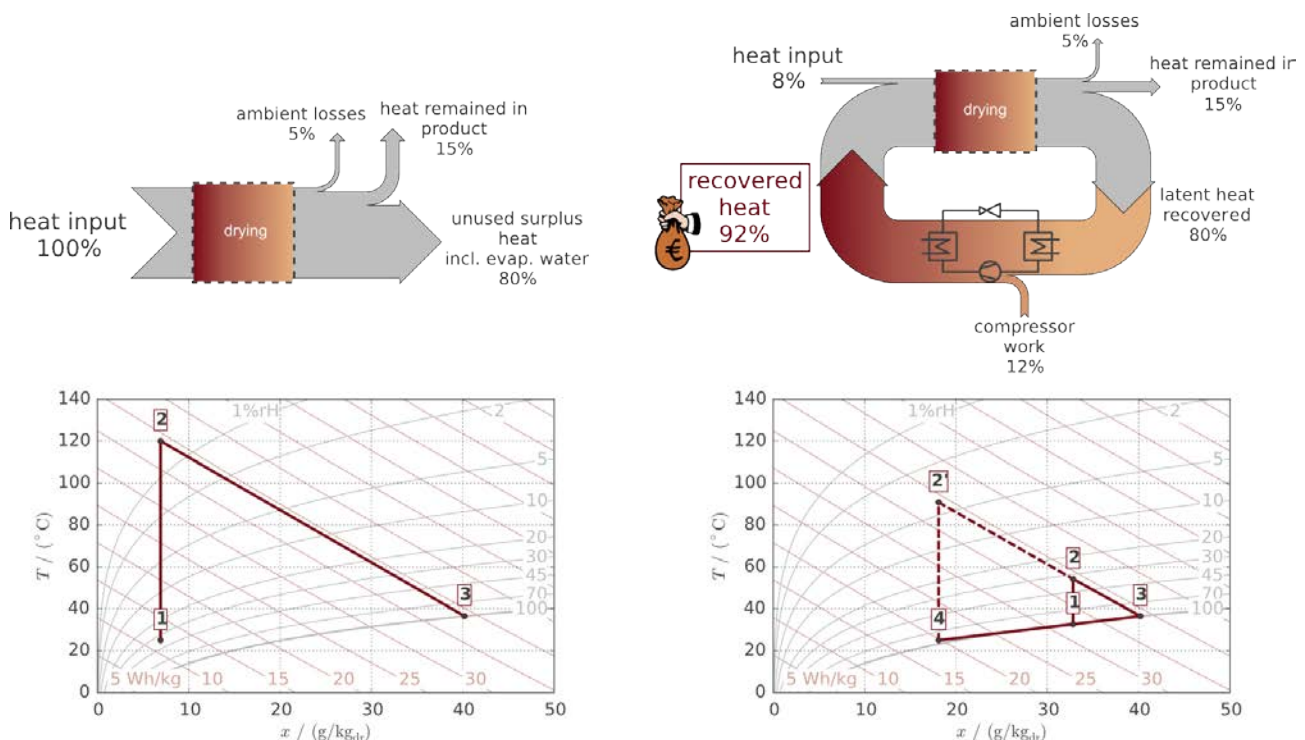 ambient losses
5%
heat remained in
product
15%
heat input
100%
drying
unused surplus
heat
incl. evap. water
80%
ambient losses
5%
heat input
8%
heat remained in
product
15%
drying
recovered
heat
92%
€
latent heat
recovered
80%
compressor
work
12%
140
120
100
80
60
40
20
0
T / (°C)
1%rH
2
5
10
20
30
45
70
100
2
1
3
5 Wh/kg 10 15 20 25 30
0 10 20 30 40 50
x / (g/kgdr)
140
120
100
80
60
40
20
0
T / (°C)
1%rH
2
5
10
20
30
45
70
100
2'
2
4
1
3
5 Wh/kg 10 15 20 25 30
0 10 20 30 40 50
x / (g/kgdr)